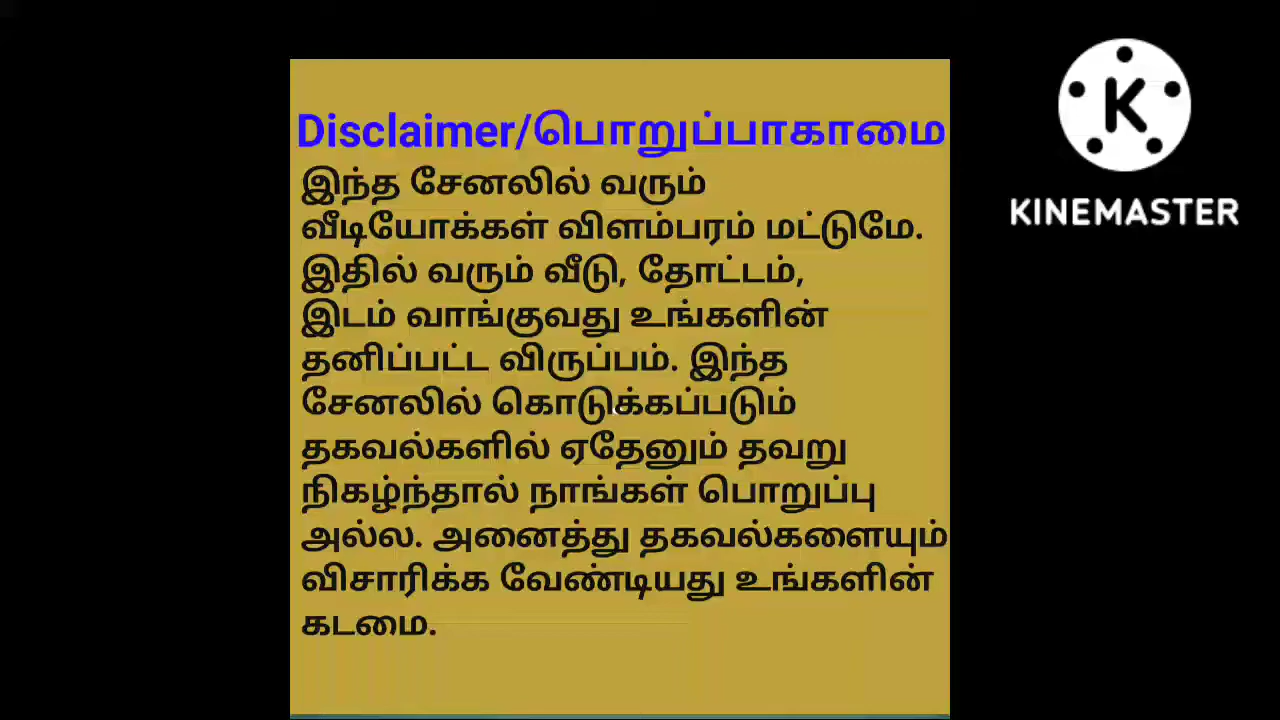 Disclaimer/பொறுப்பாகாமை
இந்த சேனலில் வரும்
வீடியோக்கள் விளம்பரம் மட்டுமே.
இதில் வரும் வீடு, தோட்டம்,
இடம் வாங்குவது உங்களின்
தனிப்பட்ட விருப்பம். இந்த
சேனலில் கொடுக்கப்படும்
தகவல்களில் ஏதேனும் தவறு
நிகழ்ந்தால் நாங்கள் பொறுப்பு
அல்ல. அனைத்து தகவல்களையும்
விசாரிக்க வேண்டியது உங்களின்
கடமை.
K
KINEMASTER